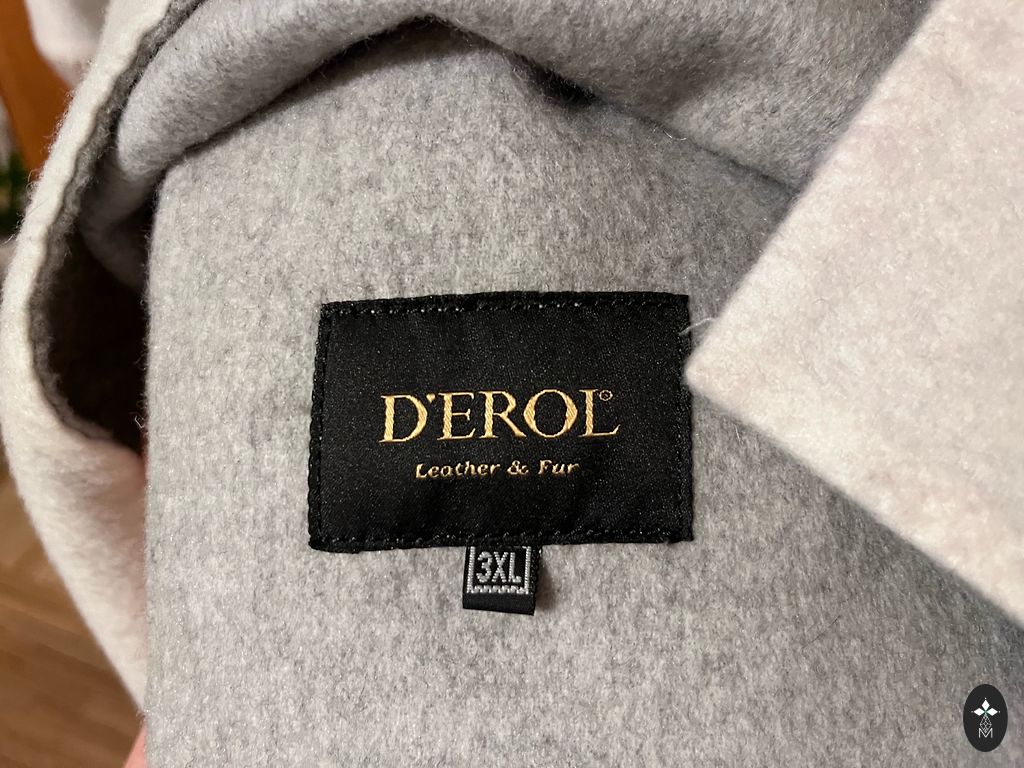 D'EROL®
Leather & Fur
3XL
M